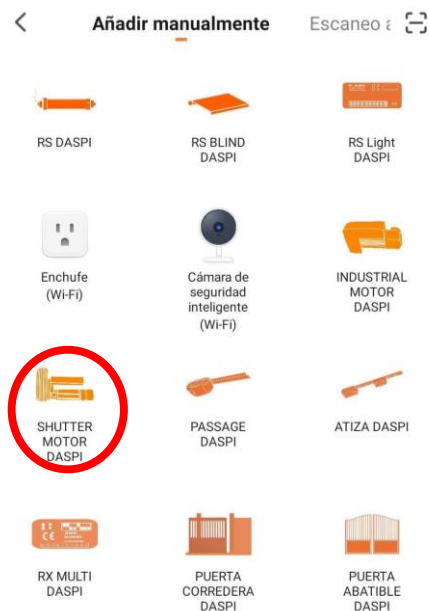 Añadir manualmente Escaneo a
RS DASPI
RS BLIND
DASPI
RS Light
DASPI
Enchufe
(Wi-Fi)
Cámara de
seguridad
inteligente
(Wi-Fi)
INDUSTRIAL
MOTOR
DASPI
SHUTTER
MOTOR
DASPI
PASSAGE
DASPI
ATIZA DASPI
RX MULTI
DASPI
PUERTA
CORREDERA
DASPI
PUERTA
ABATIBLE
DASPI